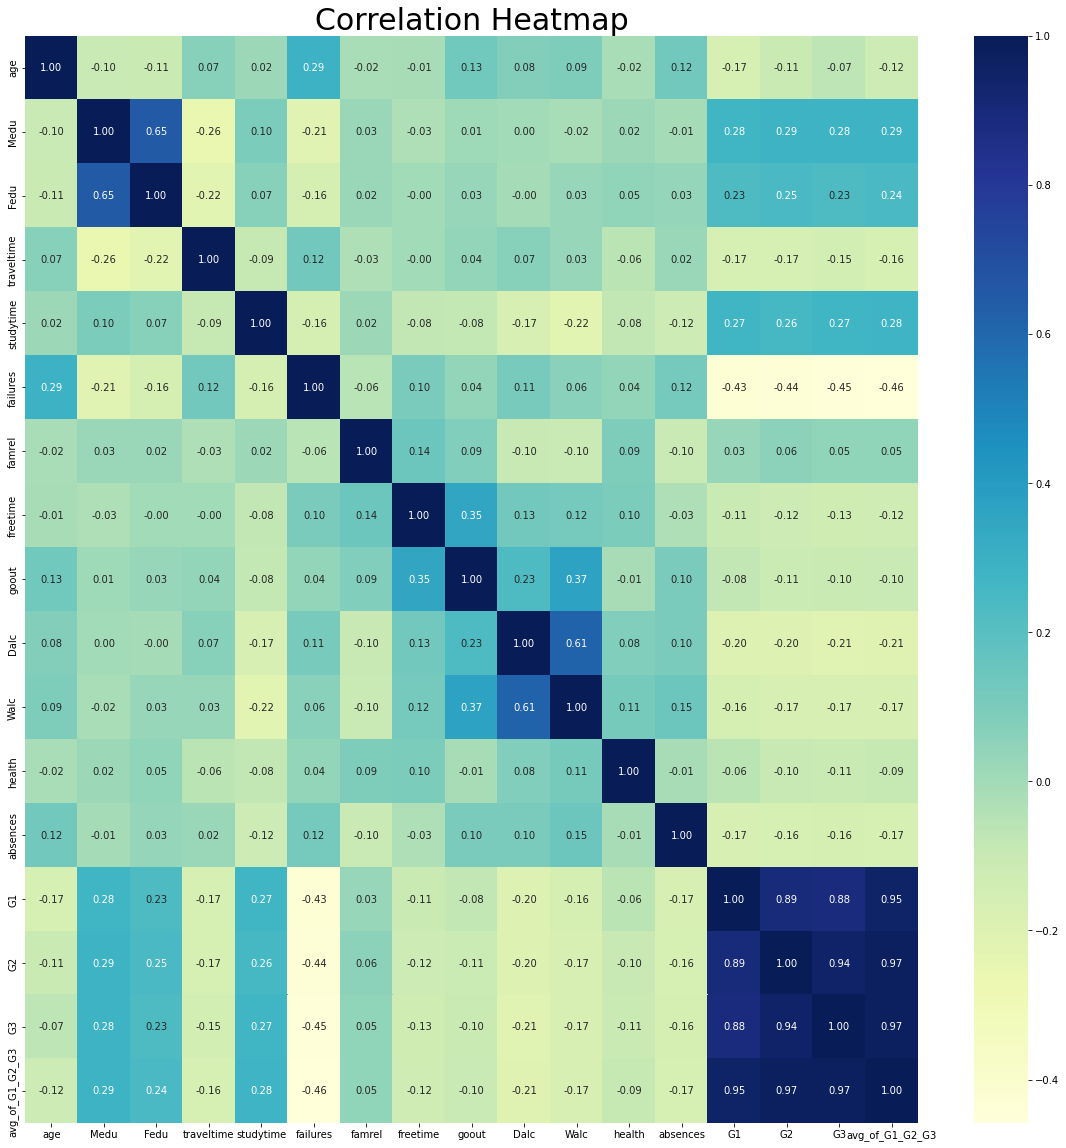 Correlation Heatmap
age 1.00 -0.10 -0.11 0.07 0.02 0.29 -0.02 -0.01 0.13 0.08 0.09 -0.02 0.12 -0.17 -0.11 -0.07 -0.12
Medu -0.10 1.00 0.65 -0.26 0.10 -0.21 0.03 -0.03 0.01 0.00 -0.02 0.02 -0.01 0.28 0.29 0.28 0.29
Fedu -0.11 0.65 1.00 -0.22 0.07 -0.16 0.02 -0.00 0.03 -0.00 0.03 0.05 0.03 0.23 0.25 0.23 0.24
traveltime 0.07 -0.26 -0.22 1.00 -0.09 0.12 -0.03 -0.00 0.04 0.07 0.03 -0.06 0.02 -0.17 -0.17 -0.15 -0.16
studytime 0.02 0.10 0.07 -0.09 1.00 -0.16 0.02 -0.08 -0.08 -0.17 -0.22 -0.08 -0.12 0.27 0.26 0.27 0.28
failures 0.29 -0.21 -0.16 0.12 -0.16 1.00 -0.06 0.10 0.04 0.11 0.06 0.04 0.12 -0.43 -0.44 -0.45 -0.46
famrel -0.02 0.03 0.02 -0.03 0.02 -0.06 1.00 0.14 0.09 -0.10 -0.10 0.09 -0.10 0.03 0.06 0.05 0.05
freetime -0.01 -0.03 -0.00 -0.00 -0.08 0.10 0.14 1.00 0.35 0.13 0.12 0.10 -0.03 -0.11 -0.12 -0.13 -0.12
goout 0.13 0.01 0.03 0.04 -0.08 0.04 0.09 0.35 1.00 0.23 0.37 -0.01 0.10 -0.08 -0.11 -0.10 -0.10
Dalc 0.08 0.00 -0.00 0.07 -0.17 0.11 -0.10 0.13 0.23 1.00 0.61 0.08 0.10 -0.20 -0.20 -0.21 -0.21
Walc 0.09 -0.02 0.03 0.03 -0.22 0.06 -0.10 0.12 0.37 0.61 1.00 0.11 0.15 -0.16 -0.17 -0.17 -0.17
health -0.02 0.02 0.05 -0.06 -0.08 0.04 0.09 0.10 -0.01 0.08 0.11 1.00 -0.01 -0.06 -0.10 -0.11 -0.09
absences 0.12 -0.01 0.03 0.02 -0.12 0.12 -0.10 -0.03 0.10 0.10 0.15 -0.01 1.00 -0.17 -0.16 -0.16 -0.17
G1 -0.17 0.28 0.23 -0.17 0.27 -0.43 0.03 -0.11 -0.08 -0.20 -0.16 -0.06 -0.17 1.00 0.89 0.88 0.95
G2 -0.11 0.29 0.25 -0.17 0.26 -0.44 0.06 -0.12 -0.11 -0.20 -0.17 -0.10 -0.16 0.89 1.00 0.94 0.97
G3 -0.07 0.28 0.23 -0.15 0.27 -0.45 0.05 -0.13 -0.10 -0.21 -0.17 -0.11 -0.16 0.88 0.94 1.00 0.97
avg_of_G1_G2_G3 -0.12 0.29 0.24 -0.16 0.28 -0.46 0.05 -0.12 -0.10 -0.21 -0.17 -0.09 -0.17 0.95 0.97 0.97 1.00
age Medu Fedu traveltime studytime failures famrel freetime goout Dalc Walc health absences G1 G2 G3 avg_of_G1_G2_G3
1.0
0.8
0.6
0.4
0.2
0.0
−0.2
−0.4